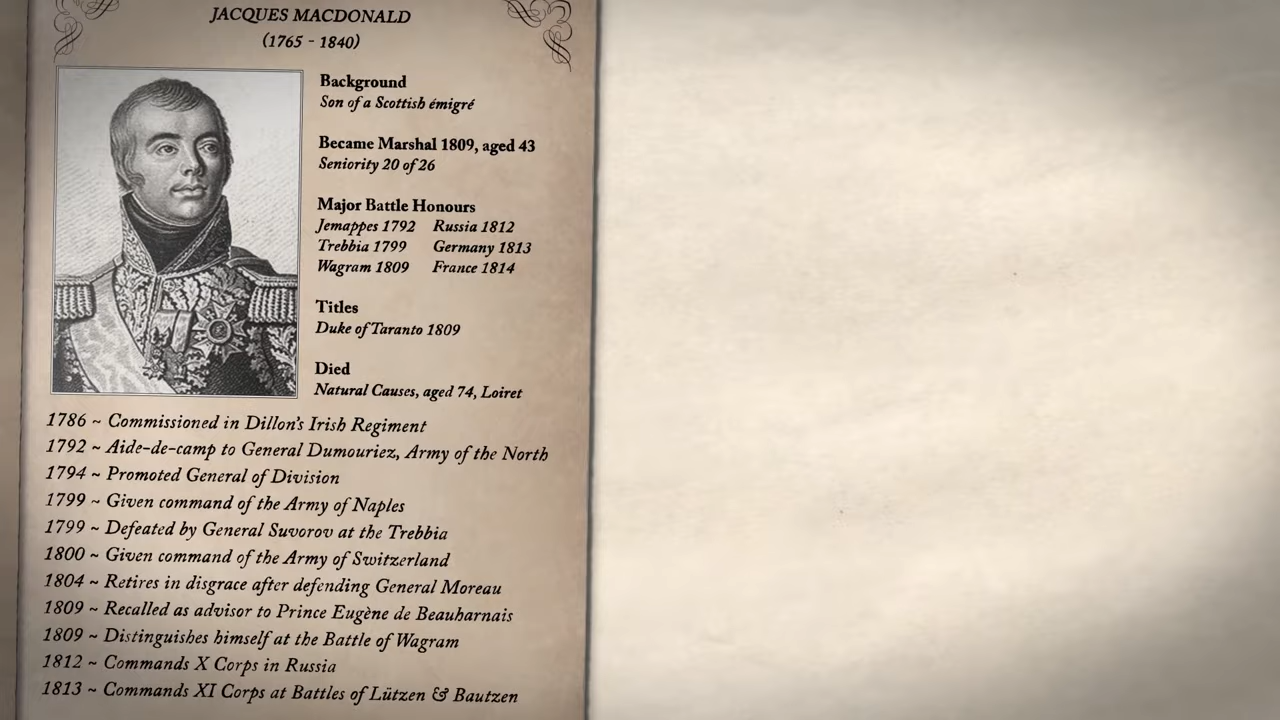 JACQUES MACDONALD
(1765 - 1840)
Background
Son of a Scottish émigré
Became Marshal 1809, aged 43
Seniority 20 of 26
Major Battle Honours
Jemappes 1792 Russia 1812
Trebbia 1799 Germany 1813
Wagram 1809 France 1814
Titles
Duke of Taranto 1809
Died
Natural Causes, aged 74, Loiret
1786 ~ Commissioned in Dillon's Irish Regiment
1792 ~ Aide-de-camp to General Dumouriez, Army of the North
1794 ~ Promoted General of Division
1799 ~ Given command of the Army of Naples
1799 ~ Defeated by General Suvorov at the Trebbia
1800 ~ Given command of the Army of Switzerland
1804 ~ Retires in disgrace after defending General Moreau
1809 ~ Recalled as advisor to Prince Eugène de Beauharnais
1809 ~ Distinguishes himself at the Battle of Wagram
1812 ~ Commands X Corps in Russia
1813 ~ Commands XI Corps at Battles of Lützen & Bautzen